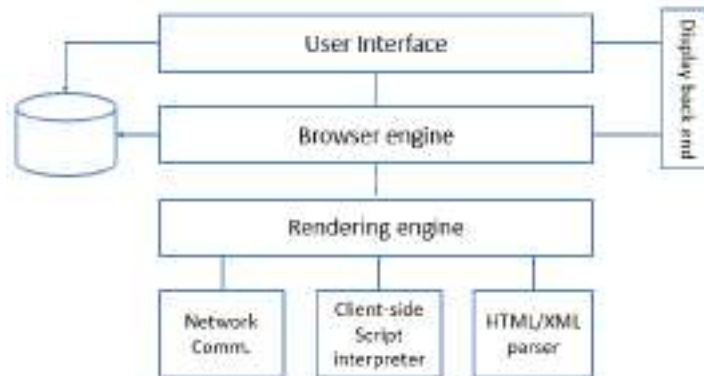 User Interface
Display back end
Browser engine
Rendering engine
Network
Comm.
Client-side
Script
interpreter
HTML/XML
parser